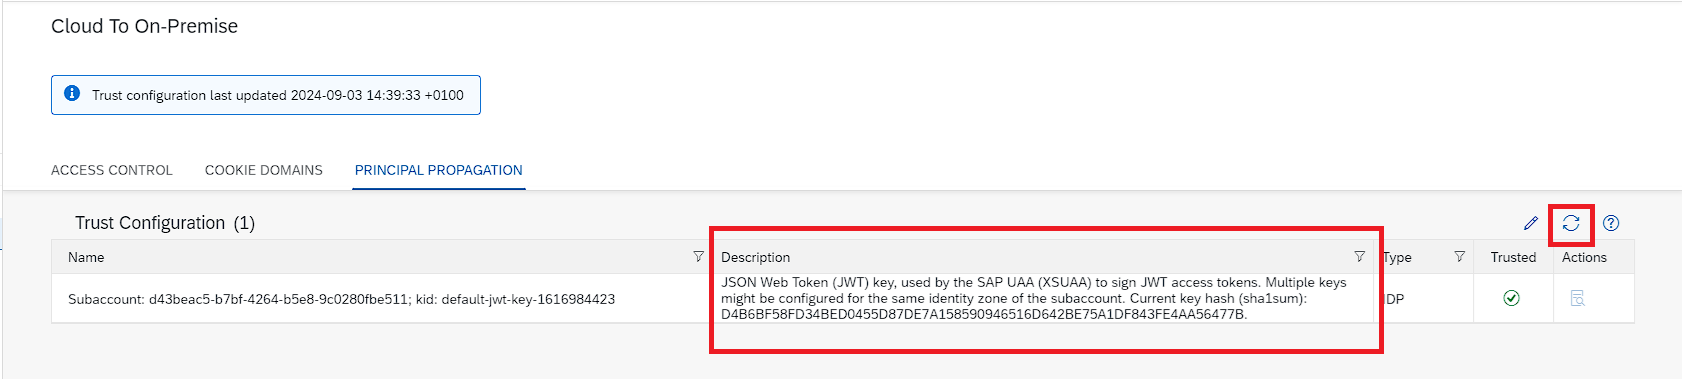 Cloud To On-Premise
Trust configuration last updated 2024-09-03 14:39:33 +0100
ACCESS CONTROL COOKIE DOMAINS PRINCIPAL PROPAGATION
Trust Configuration (1)
Name Description Type Trusted Actions
Subaccount: d43beac5-b7bf-4264-b5e8-9c0280fbe511; kid: default-jwt-key-1616984423
JSON Web Token (JWT) key, used by the SAP UAA (XSUAA) to sign JWT access tokens. Multiple keys
might be configured for the same identity zone of the subaccount. Current key hash (sha1sum):
D4B6BF58FD34BED0455D87DE7A158590946516D642BE75A1DF843FE4AA56477B.
IDP